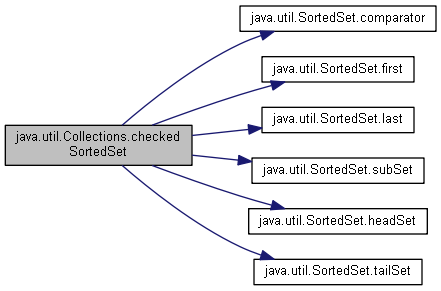 java.util.SortedSet.comparator
java.util.SortedSet.first
java.util.SortedSet.last
java.util.Collections.checked
SortedSet
java.util.SortedSet.subSet
java.util.SortedSet.headSet
java.util.SortedSet.tailSet